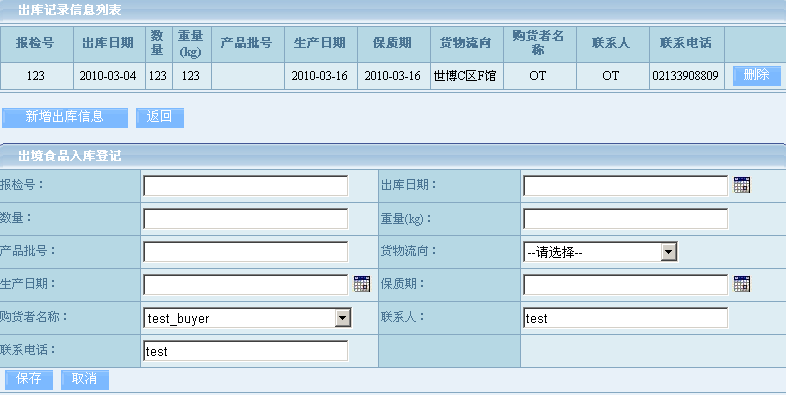 出库记录信息列表
报检号 出库日期 数量 重量(kg) 产品批号 生产日期 保质期 货物流向 购货者名称 联系人 联系电话
123 2010-03-04 123 123 2010-03-16 2010-03-16 世博C区F馆 OT OT 02133908809 删除
新增出库信息 返回
出境食品入库登记
报检号： 出库日期：
数量： 重量(kg)：
产品批号： 货物流向： --请选择--
生产日期： 保质期：
购货者名称： test_buyer 联系人： test
联系电话： test
保存 取消